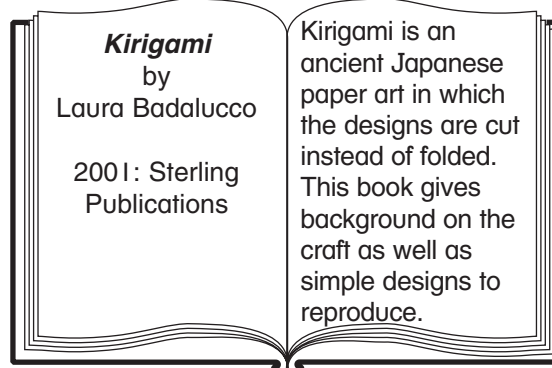 Kirigami
by
Laura Badalucco
2001: Sterling
Publications
Kirigami is an
ancient Japanese
paper art in which
the designs are cut
instead of folded.
This book gives
background on the
craft as well as
simple designs to
reproduce.